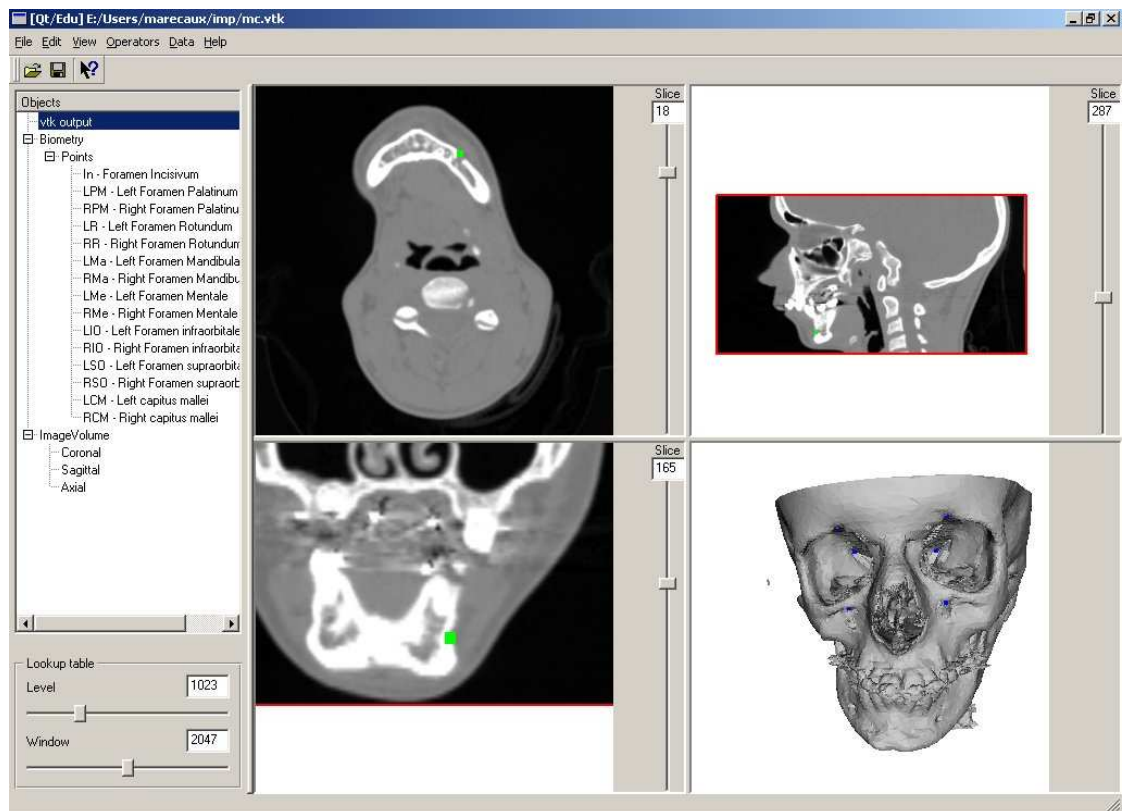 [Qt/Edu] E:/Users/marecaux/imp/mc.vtk
File Edit View Operators Data Help
Objects
vtk output
Biometry
Points
In - Foramen Incisivum
LPM - Left Foramen Palatinum
RPM - Right Foramen Palatinu
LR - Left Foramen Rotundum
RR - Right Foramen Rotundum
LMa - Left Foramen Mandibula
RMa - Right Foramen Mandibu
LMe - Left Foramen Mentale
RMe - Right Foramen Mentale
LIO - Left Foramen infraorbitale
RIO - Right Foramen infraorbita
LSO - Left Foramen supraorbita
RSO - Right Foramen supraorb
LCM - Left capitus mallei
RCM - Right capitus mallei
ImageVolume
Coronal
Sagittal
Axial
Lookup table
Level
1023
Window
2047
Slice
18
Slice
287
Slice
165